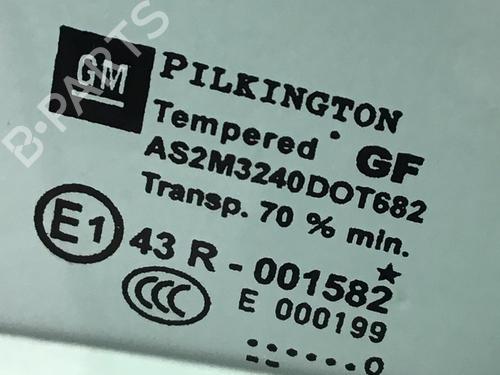 B-PARTS
GM
PILKINGTON
Tempered GF
AS2M3240DOT682
Transp. 70 % min.
E1 43 R - 001582
CCC E 000199